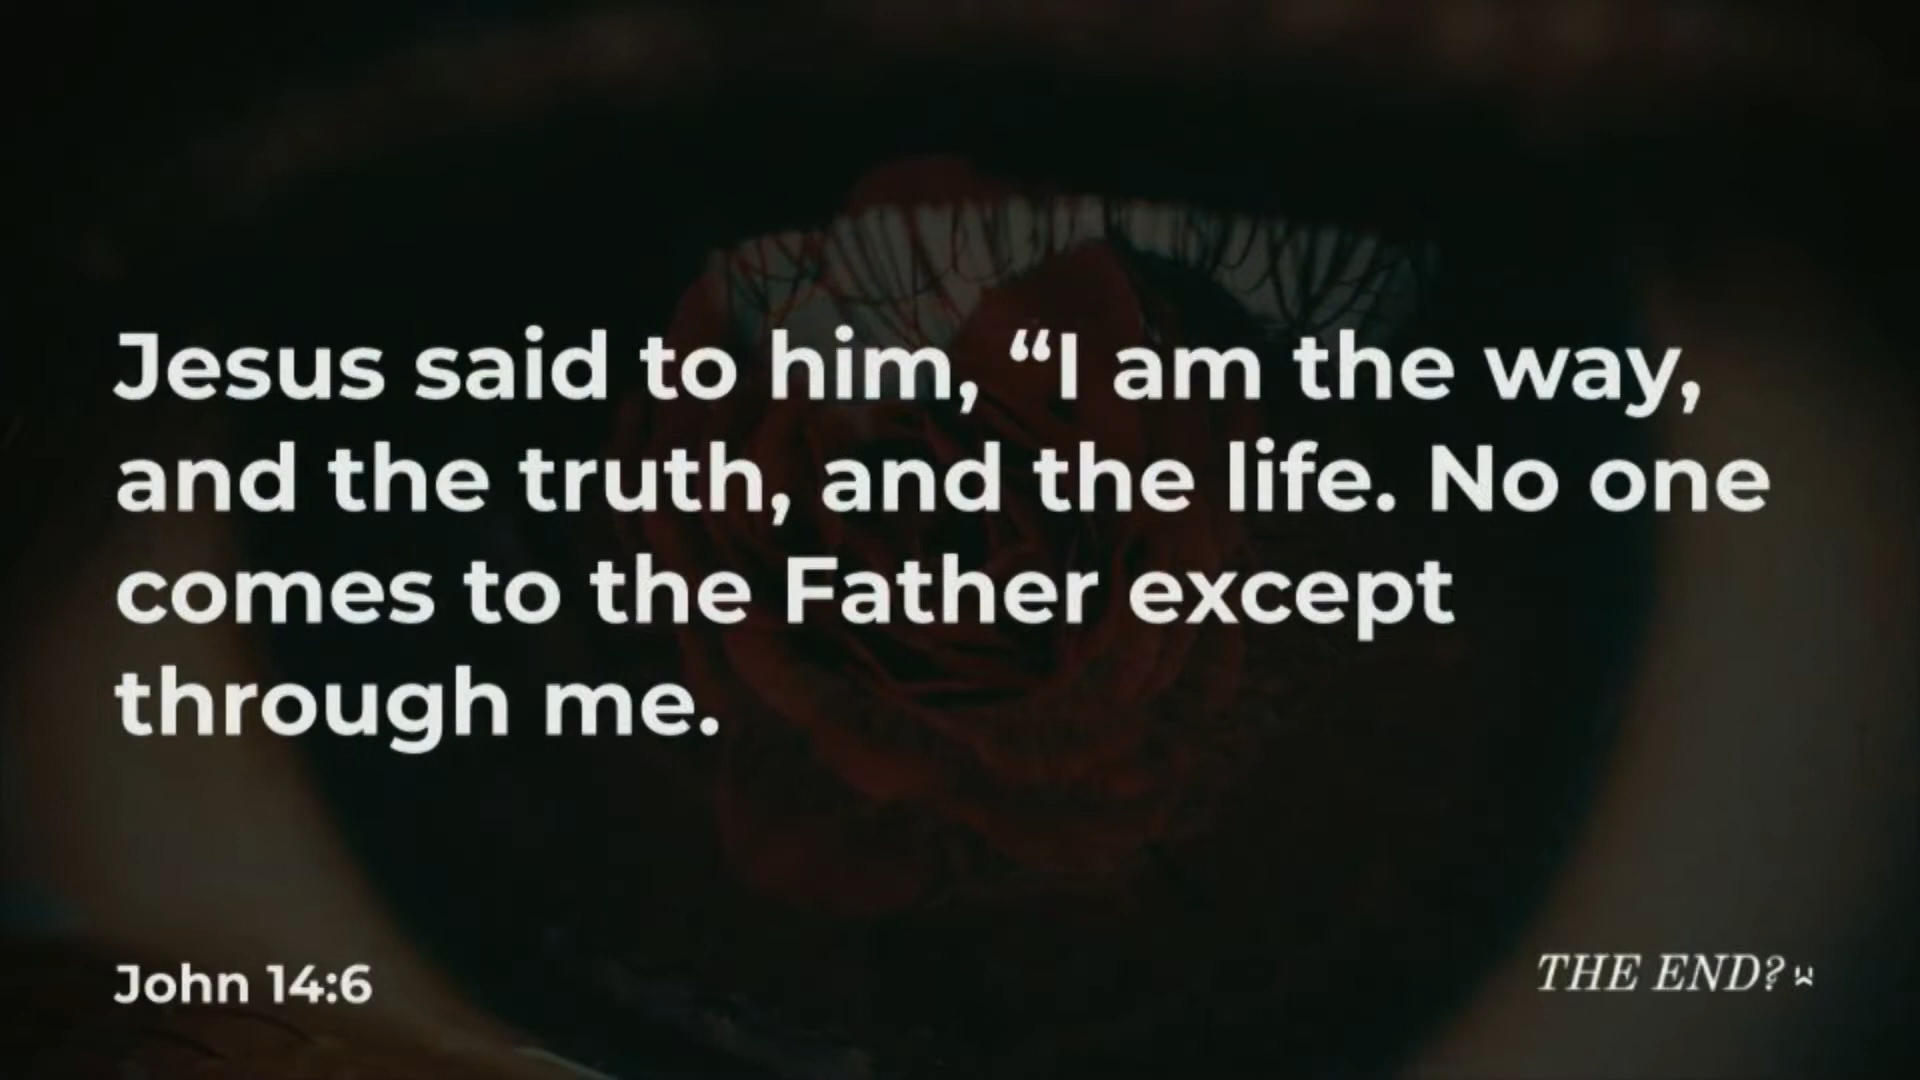 Jesus said to him, “I am the way,
and the truth, and the life. No one
comes to the Father except
through me.
John 14:6
THE END?